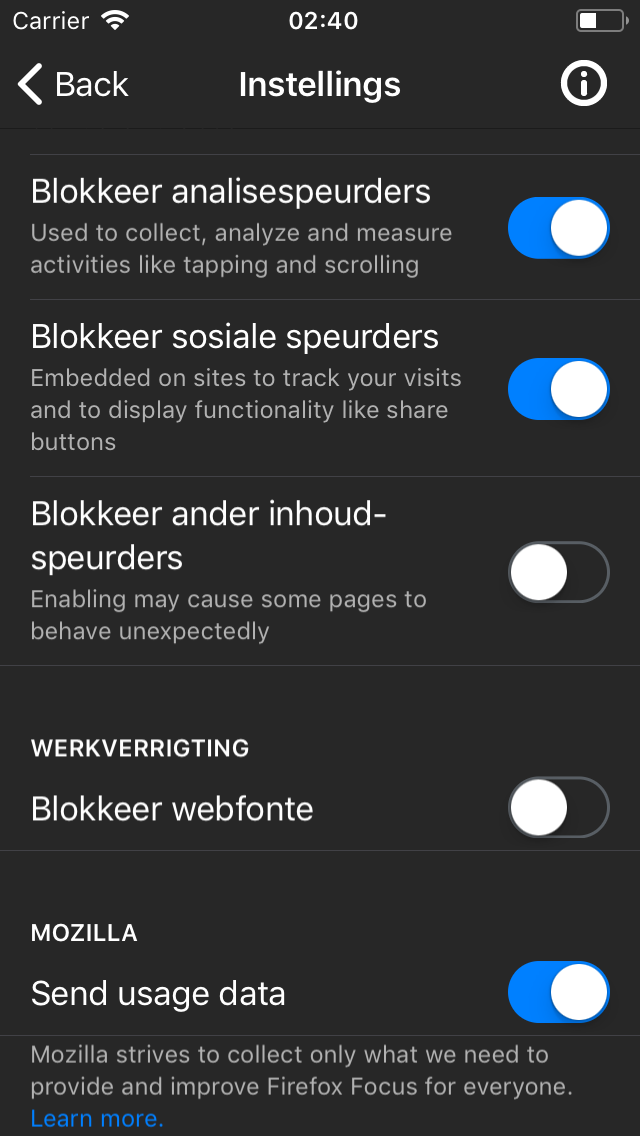 Carrier 02:40
Back Instellings
Blokkeer analisespeurders
Used to collect, analyze and measure
activities like tapping and scrolling
Blokkeer sosiale speurders
Embedded on sites to track your visits
and to display functionality like share
buttons
Blokkeer ander inhoud-
speurders
Enabling may cause some pages to
behave unexpectedly
WERKVERRIGTING
Blokkeer webfonte
MOZILLA
Send usage data
Mozilla strives to collect only what we need to
provide and improve Firefox Focus for everyone.
Learn more.